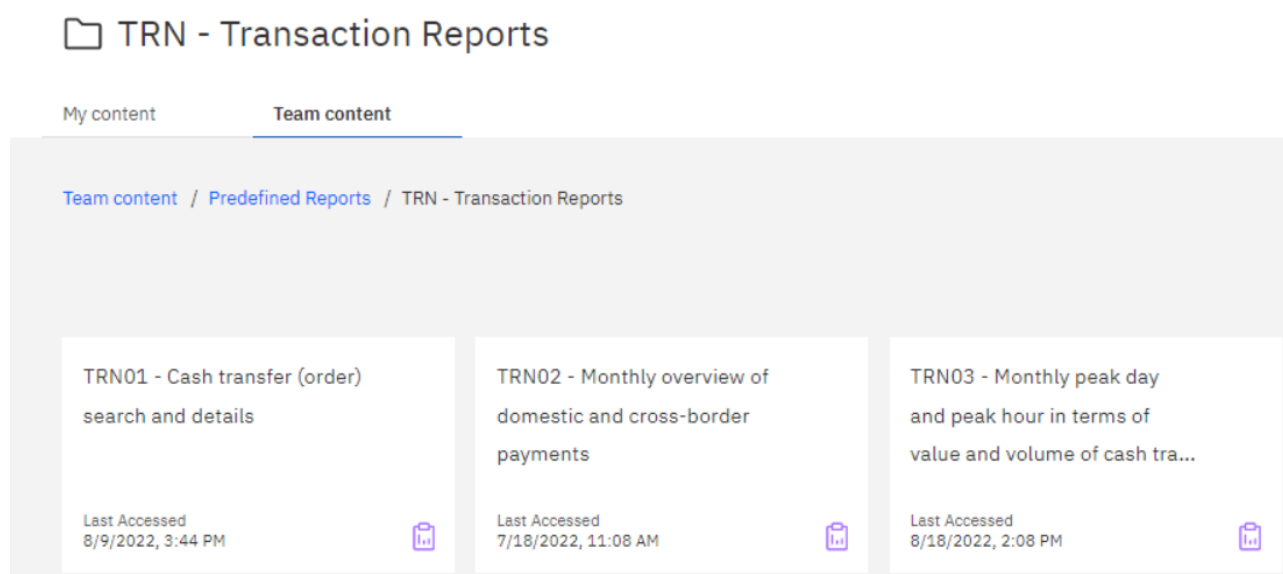 TRN - Transaction Reports
My content
Team content
Team content / Predefined Reports / TRN - Transaction Reports
TRN01 - Cash transfer (order)
search and details
Last Accessed
8/9/2022, 3:44 PM
TRN02 - Monthly overview of
domestic and cross-border
payments
Last Accessed
7/18/2022, 11:08 AM
TRN03 - Monthly peak day
and peak hour in terms of
value and volume of cash tra...
Last Accessed
8/18/2022, 2:08 PM